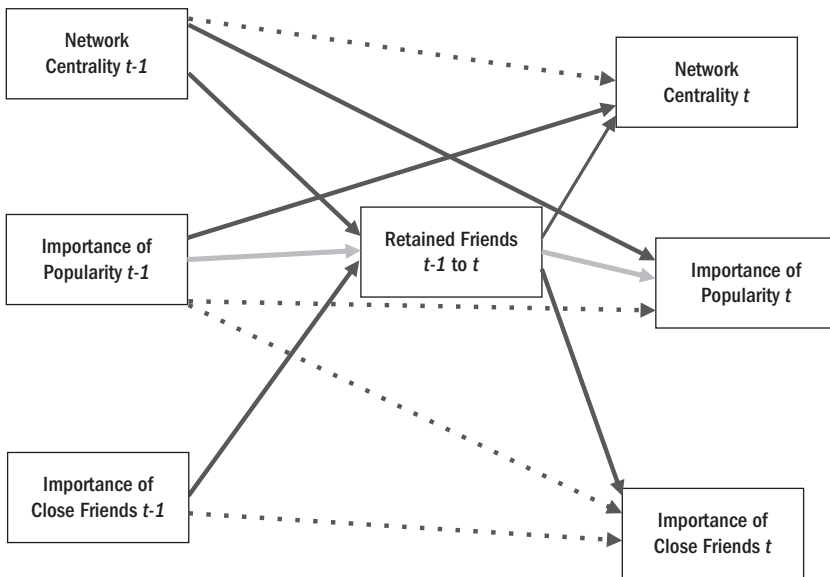 Network
Centrality t-1
Network
Centrality t
Importance of
Popularity t-1
Retained Friends
t-1 to t
Importance of
Popularity t
Importance of
Close Friends t-1
Importance of
Close Friends t